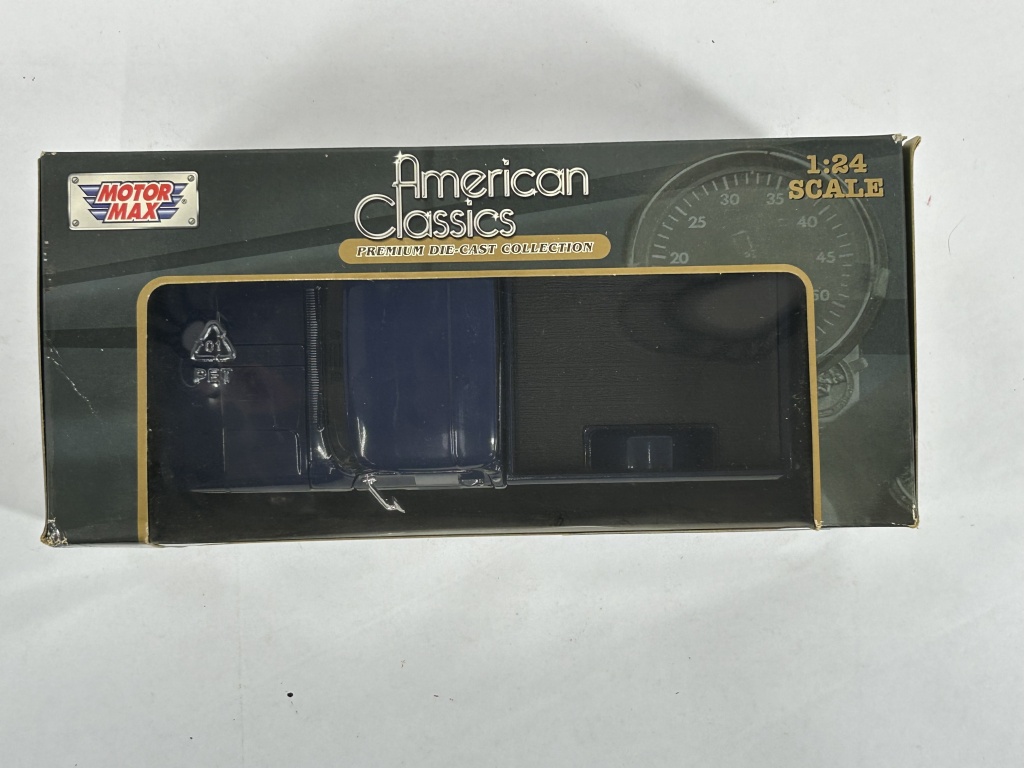 MOTOR
MAX®
American
Classics
PREMIUM DIE-CAST COLLECTION
1:24
SCALE
20
25
30
35
40
45
50
01
PET